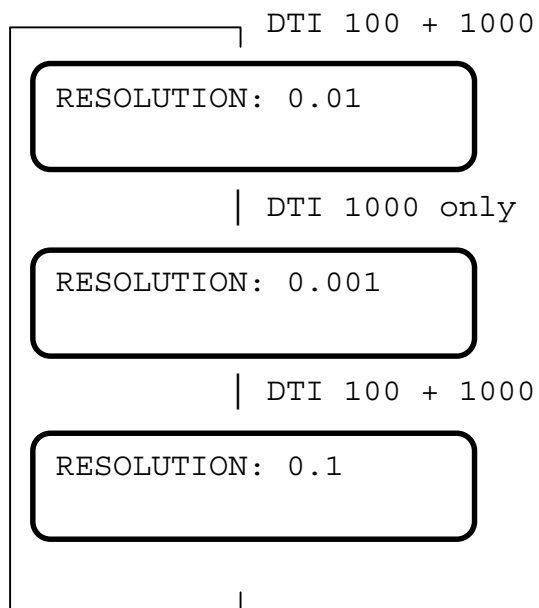 DTI 100 + 1000
RESOLUTION: 0.01
DTI 1000 only
RESOLUTION: 0.001
DTI 100 + 1000
RESOLUTION: 0.1